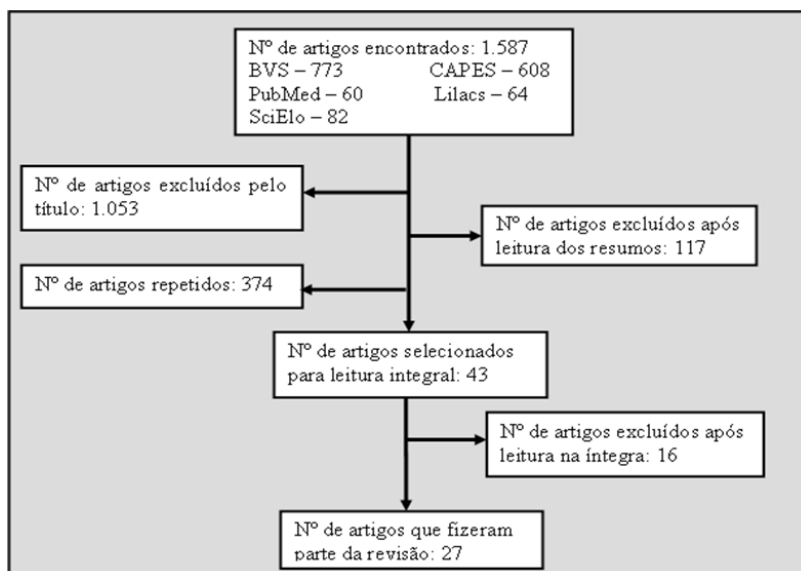 Nº de artigos encontrados: 1.587
BVS – 773 CAPES – 608
PubMed – 60 Lilacs – 64
SciElo – 82
Nº de artigos excluídos pelo
título: 1.053
Nº de artigos excluídos após
leitura dos resumos: 117
Nº de artigos repetidos: 374
Nº de artigos selecionados
para leitura integral: 43
Nº de artigos excluídos após
leitura na íntegra: 16
Nº de artigos que fizeram
parte da revisão: 27